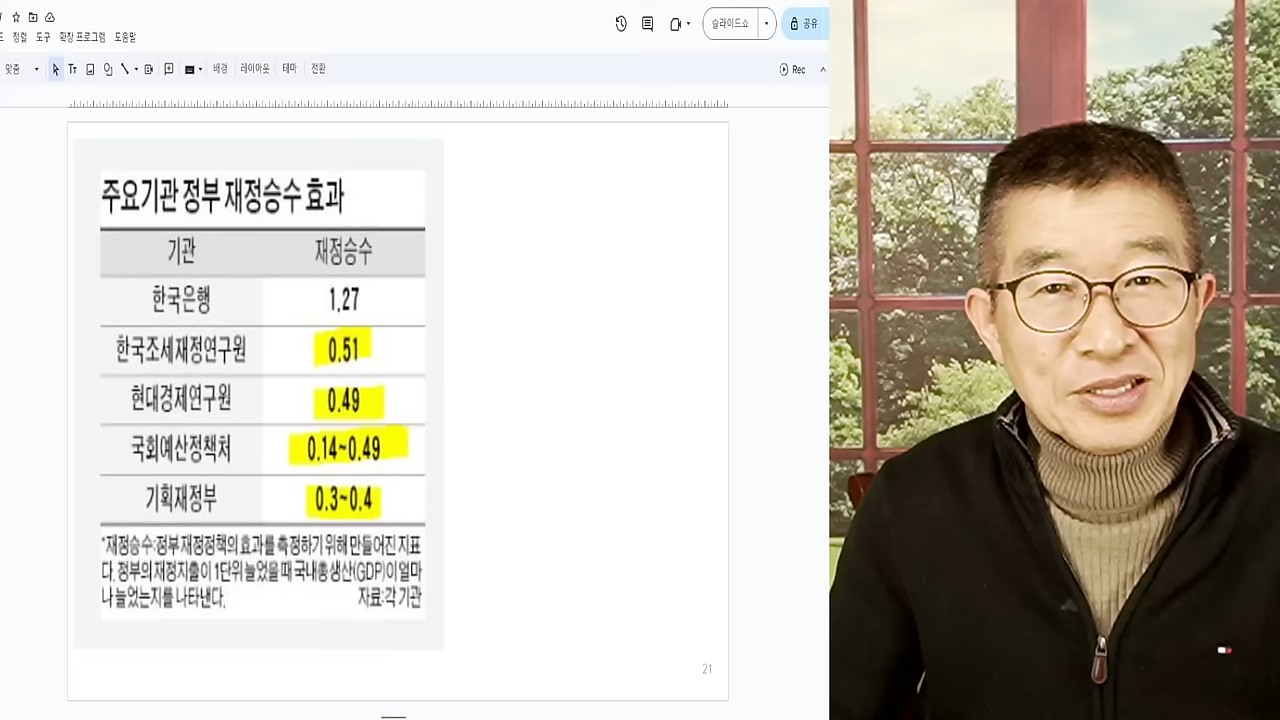 슬라이드쇼
공유
정렬 도구 확장 프로그램 도움말
맞춤 배경 레이아웃 테마 전환 Rec
주요기관 정부 재정승수 효과
기관 재정승수
한국은행 1.27
한국조세재정연구원 0.51
현대경제연구원 0.49
국회예산정책처 0.14~0.49
기획재정부 0.3~0.4
*재정승수:정부 재정정책의 효과를 측정하기 위해 만들어진 지표
다. 정부의 재정지출이 1단위 늘었을 때 국내총생산(GDP)이 얼마
나 늘었는지를 나타낸다. 자료:각 기관
21